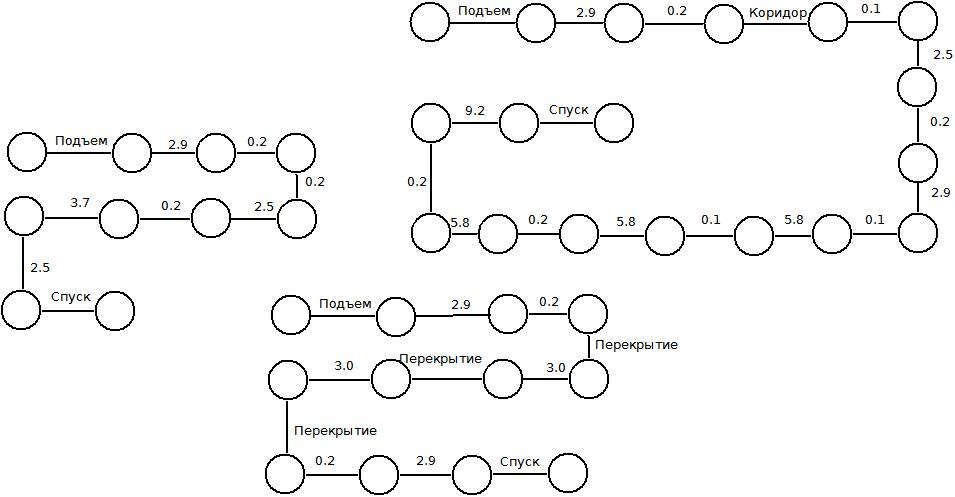 Подъем 2.9 0.2 Коридор 0.1
2.5
0.2
2.9
9.2 Спуск
0.2
5.8 0.2 5.8 0.1 5.8 0.1
Подъем 2.9 0.2
0.2
3.7 0.2 2.5
2.5
Спуск
Подъем 2.9 0.2
Перекрытие
3.0 Перекрытие 3.0
Перекрытие
0.2 2.9 Спуск